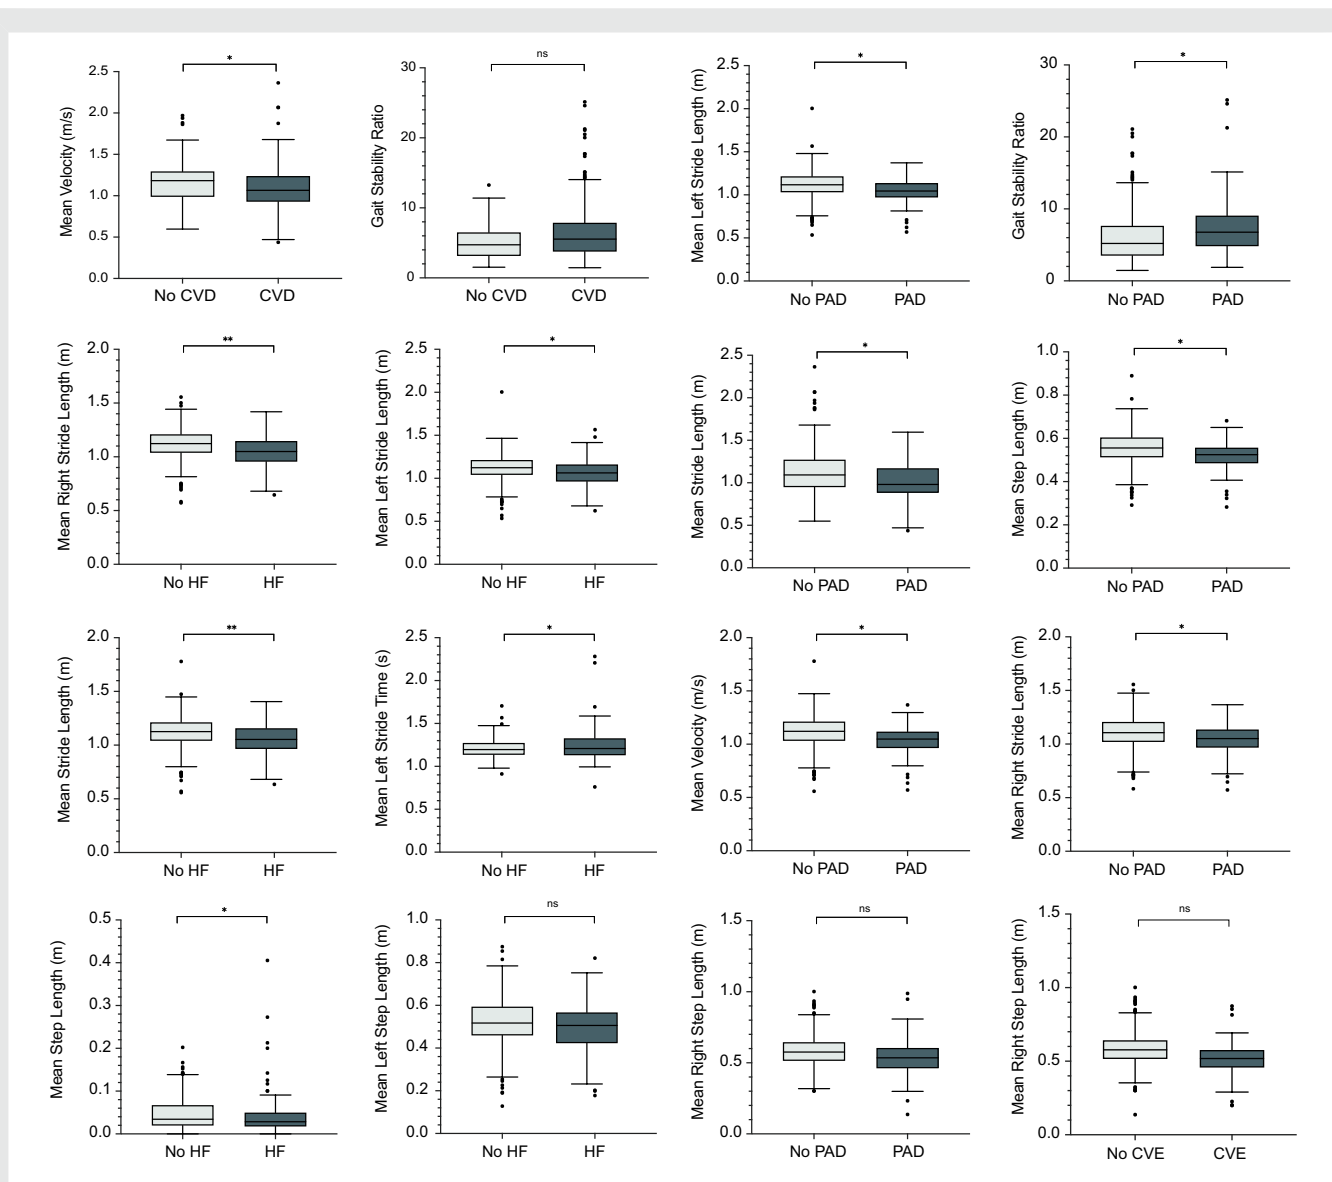 * ns * *
Mean Velocity (m/s)
2.5
2.0
1.5
1.0
0.5
0.0
No CVD CVD
Gait Stability Ratio
30
20
10
0
No CVD CVD
Mean Left Stride Length (m)
2.5
2.0
1.5
1.0
0.5
0.0
No PAD PAD
Gait Stability Ratio
30
20
10
0
No PAD PAD
** * * *
Mean Right Stride Length (m)
2.0
1.5
1.0
0.5
0.0
No HF HF
Mean Left Stride Length (m)
2.5
2.0
1.5
1.0
0.5
0.0
No HF HF
Mean Stride Length (m)
2.5
2.0
1.5
1.0
0.5
0.0
No PAD PAD
Mean Step Length (m)
1.0
0.8
0.6
0.4
0.2
0.0
No PAD PAD
** * * *
Mean Stride Length (m)
2.0
1.5
1.0
0.5
0.0
No HF HF
Mean Left Stride Time (s)
2.5
2.0
1.5
1.0
0.5
0.0
No HF HF
Mean Velocity (m/s)
2.0
1.5
1.0
0.5
0.0
No PAD PAD
Mean Right Stride Length (m)
2.0
1.5
1.0
0.5
0.0
No PAD PAD
* ns ns ns
Mean Step Length (m)
0.5
0.4
0.3
0.2
0.1
0.0
No HF HF
Mean Left Step Length (m)
1.0
0.8
0.6
0.4
0.2
0.0
No HF HF
Mean Right Step Length (m)
1.5
1.0
0.5
0.0
No PAD PAD
Mean Right Step Length (m)
1.5
1.0
0.5
0.0
No CVE CVE